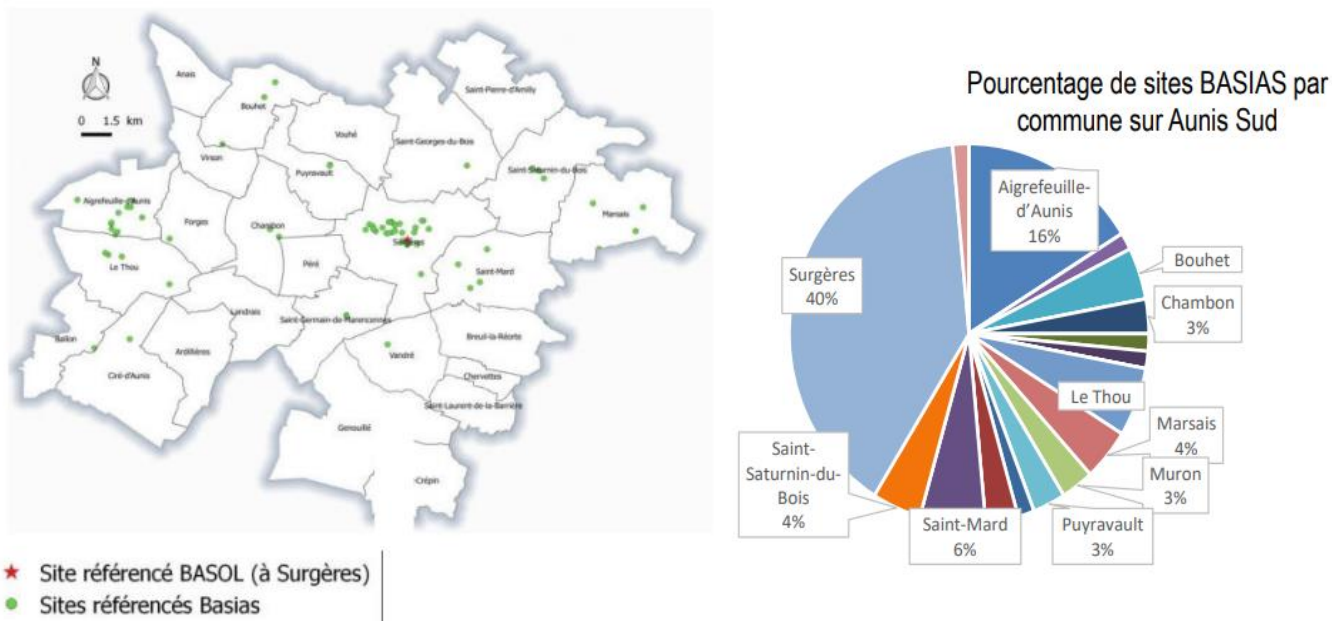 Anais
N
Bouhet
0 1.5 km
Saint-Pierre-d'Amilly
Vouhé
Saint-Georges-du-Bois
Virson
Puyravault
Saint-Saturnin-du-Bois
Aigrefeuille-d'Aunis
Forges
Chambon
Marsais
Surgères
Le Thou
Péré
Saint-Mard
Landrais
Saint-Germain-de-Marencennes
Ballon
Ardillières
Vandré
Breuil-la-Réorte
Ciré-d'Aunis
Chervettes
Saint-Laurent-de-la-Barrière
Genouillé
-Crépin
Site référencé BASOL (à Surgères)
Sites référencés Basias
Pourcentage de sites BASIAS par
commune sur Aunis Sud
Aigrefeuille-
d'Aunis
16%
Bouhet
Chambon
3%
Le Thou
Marsais
4%
Muron
3%
Puyravault
3%
Saint-Mard
6%
Saint-
Saturnin-du-
Bois
4%
Surgères
40%